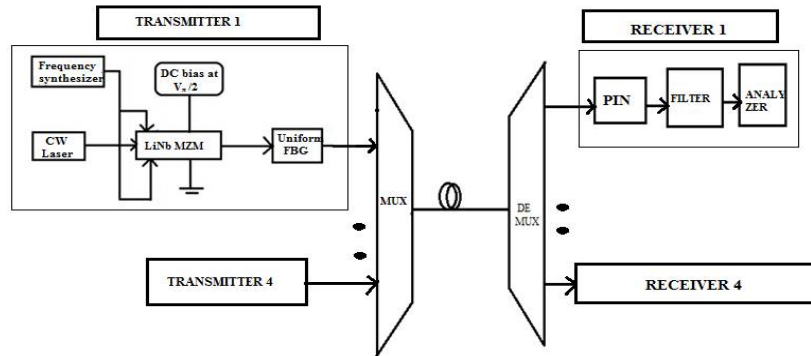 TRANSMITTER 1
Frequency
synthesizer
DC bias at
Vπ/2
CW
Laser
LiNb MZM
Uniform
FBG
TRANSMITTER 4
MUX
DE
MUX
RECEIVER 1
PIN
FILTER
ANALY
ZER
RECEIVER 4